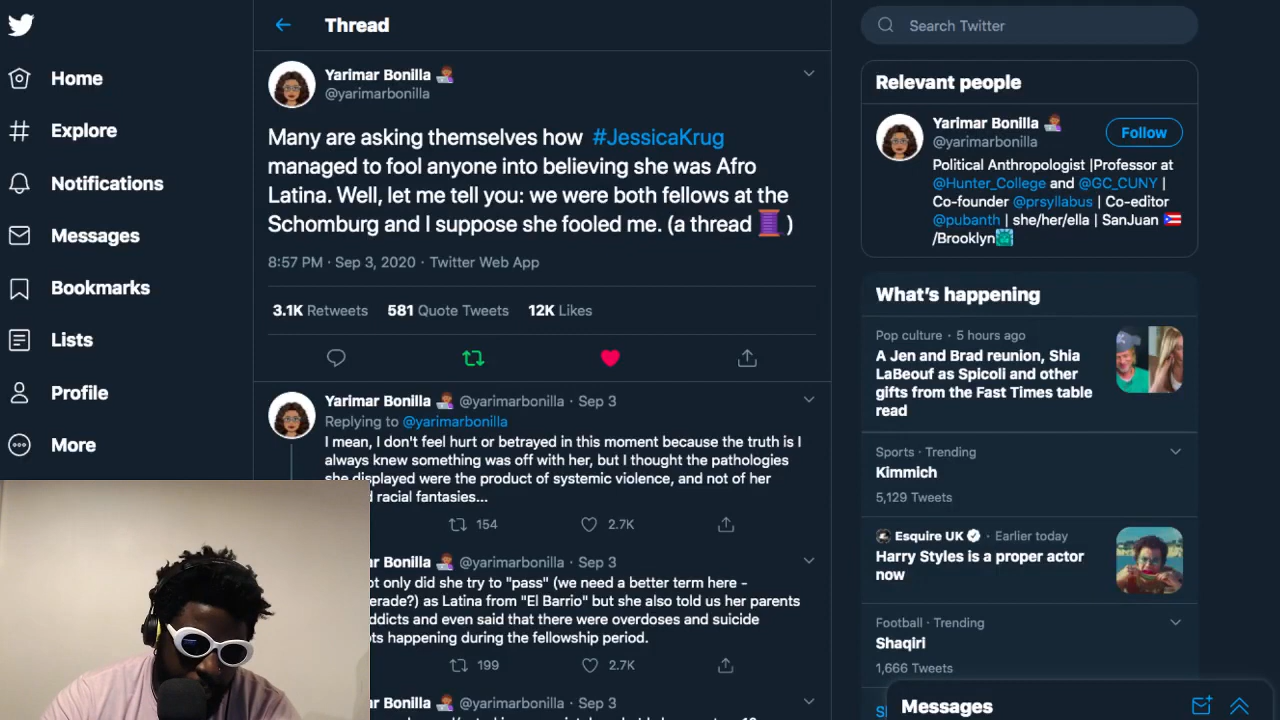 Home
Explore
Notifications
Messages
Bookmarks
Lists
Profile
More
Thread
Yarimar Bonilla
@yarimarbonilla
Many are asking themselves how #JessicaKrug
managed to fool anyone into believing she was Afro
Latina. Well, let me tell you: we were both fellows at the
Schomburg and I suppose she fooled me. (a thread 🧵)
8:57 PM · Sep 3, 2020 · Twitter Web App
3.1K Retweets 581 Quote Tweets 12K Likes
Yarimar Bonilla @yarimarbonilla · Sep 3
Replying to @yarimarbonilla
I mean, I don't feel hurt or betrayed in this moment because the truth is I
always knew something was off with her, but I thought the pathologies
she displayed were the product of systemic violence, and not of her
racial fantasies...
154 2.7K
Bonilla @yarimarbonilla · Sep 3
only did she try to "pass" (we need a better term here -
as Latina from "El Barrio" but she also told us her parents
and even said that there were overdoses and suicide
happening during the fellowship period.
199 2.7K
Bonilla @yarimarbonilla · Sep 3
Search Twitter
Relevant people
Yarimar Bonilla
@yarimarbonilla
Follow
Political Anthropologist |Professor at
@Hunter_College and @GC_CUNY |
Co-founder @prsyllabus | Co-editor
@pubanth | she/her/ella | SanJuan 🇵🇷
/Brooklyn🗽
What's happening
Pop culture · 5 hours ago
A Jen and Brad reunion, Shia
LaBeouf as Spicoli and other
gifts from the Fast Times table
read
Sports · Trending
Kimmich
5,129 Tweets
Esquire UK · Earlier today
Harry Styles is a proper actor
now
Football · Trending
Shaqiri
1,666 Tweets
Messages